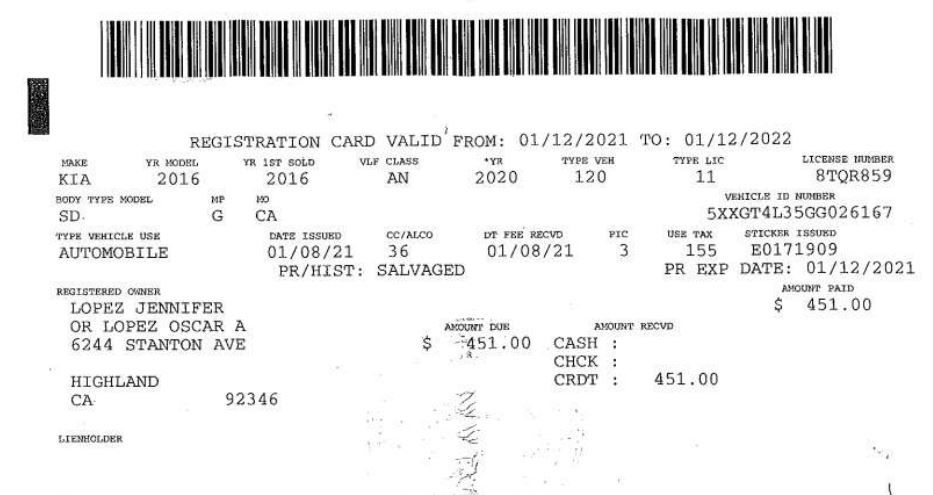 REGISTRATION CARD VALID FROM: 01/12/2021 TO: 01/12/2022
MAKE YR MODEL YR 1ST SOLD VLF CLASS *YR TYPE VEH TYPE LIC LICENSE NUMBER
KIA 2016 2016 AN 2020 120 11 8TQR859
BODY TYPE MODEL MP MO VEHICLE ID NUMBER
SD G CA 5XXGT4L35GG026167
TYPE VEHICLE USE DATE ISSUED CC/ALCO DT FEE RECVD PIC USE TAX STICKER ISSUED
AUTOMOBILE 01/08/21 36 01/08/21 3 155 E0171909
PR/HIST: SALVAGED PR EXP DATE: 01/12/2021
REGISTERED OWNER AMOUNT PAID
LOPEZ JENNIFER $ 451.00
OR LOPEZ OSCAR A AMOUNT DUE AMOUNT RECVD
6244 STANTON AVE $ 451.00 CASH :
CHCK :
HIGHLAND CRDT : 451.00
CA 92346
LIENHOLDER